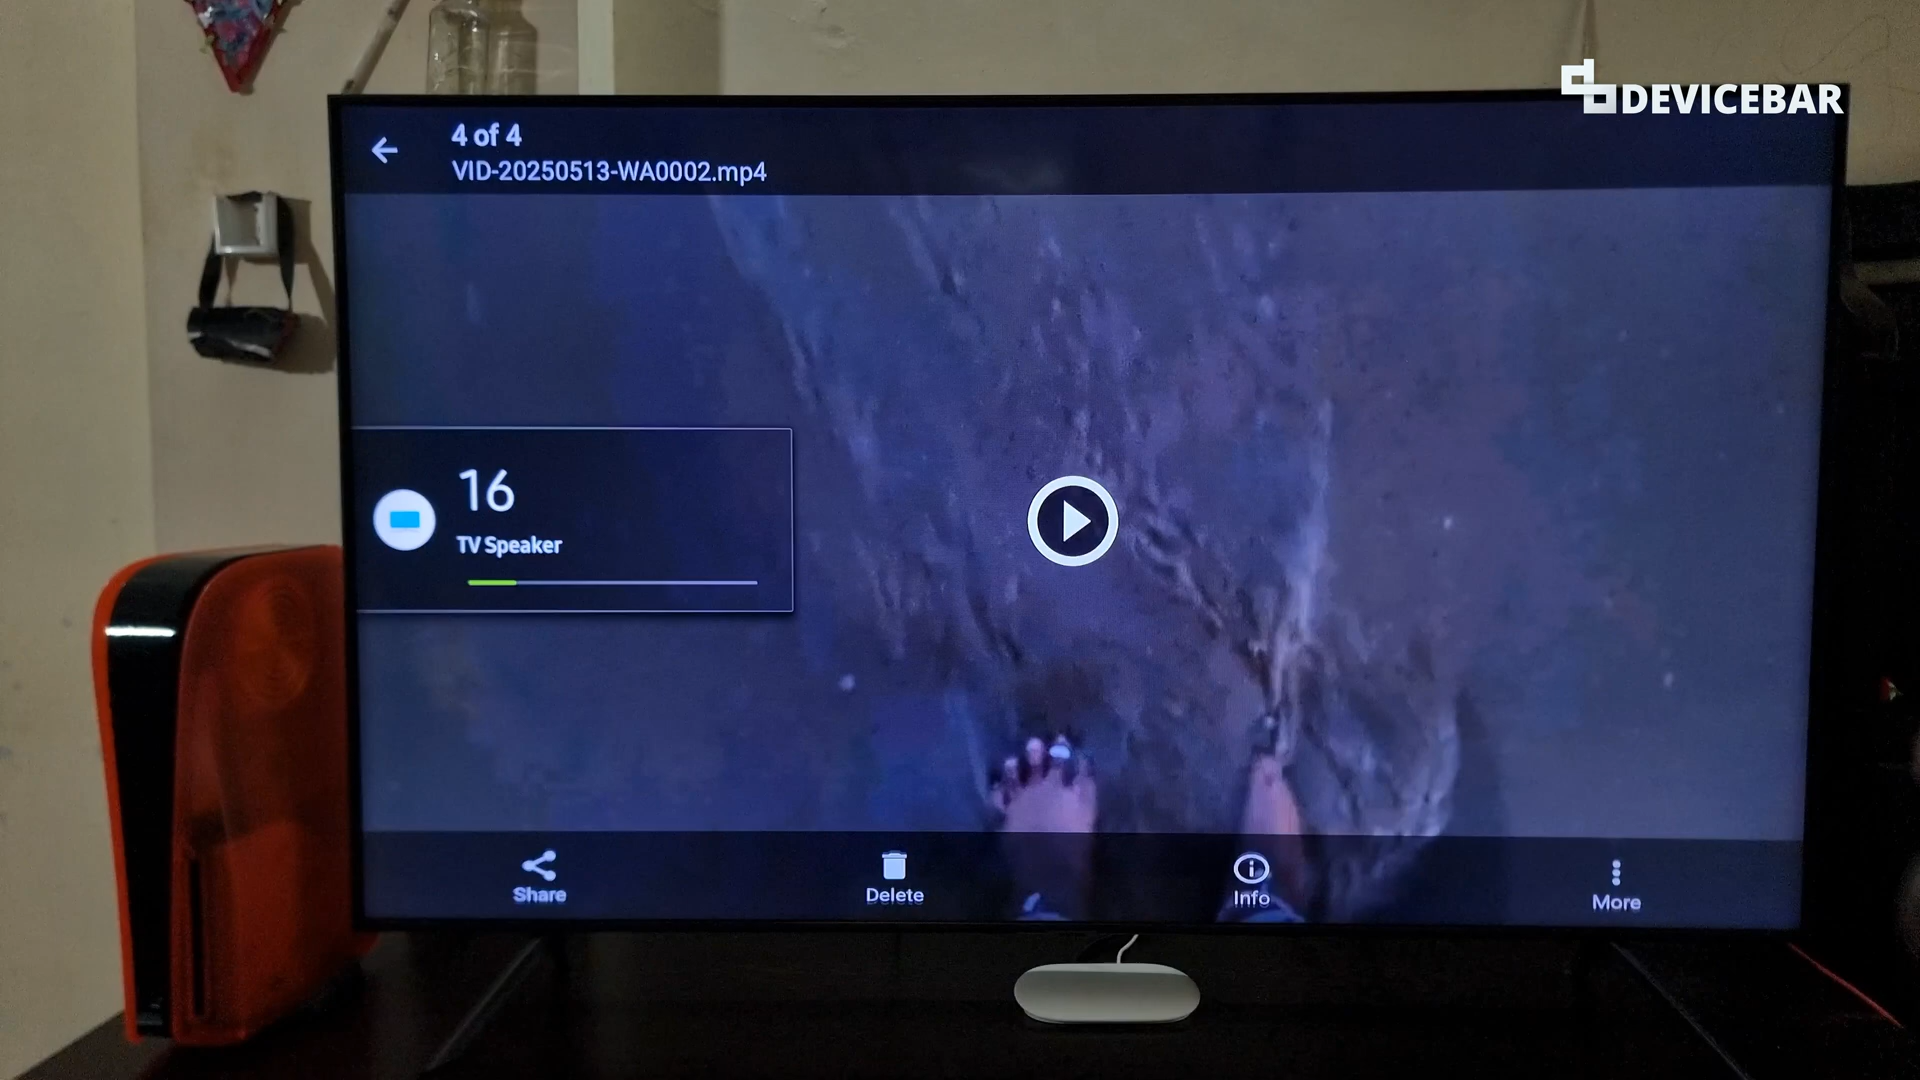 DEVICEBAR
4 of 4
VID-20250513-WA0002.mp4
16
TV Speaker
Share
Delete
Info
More